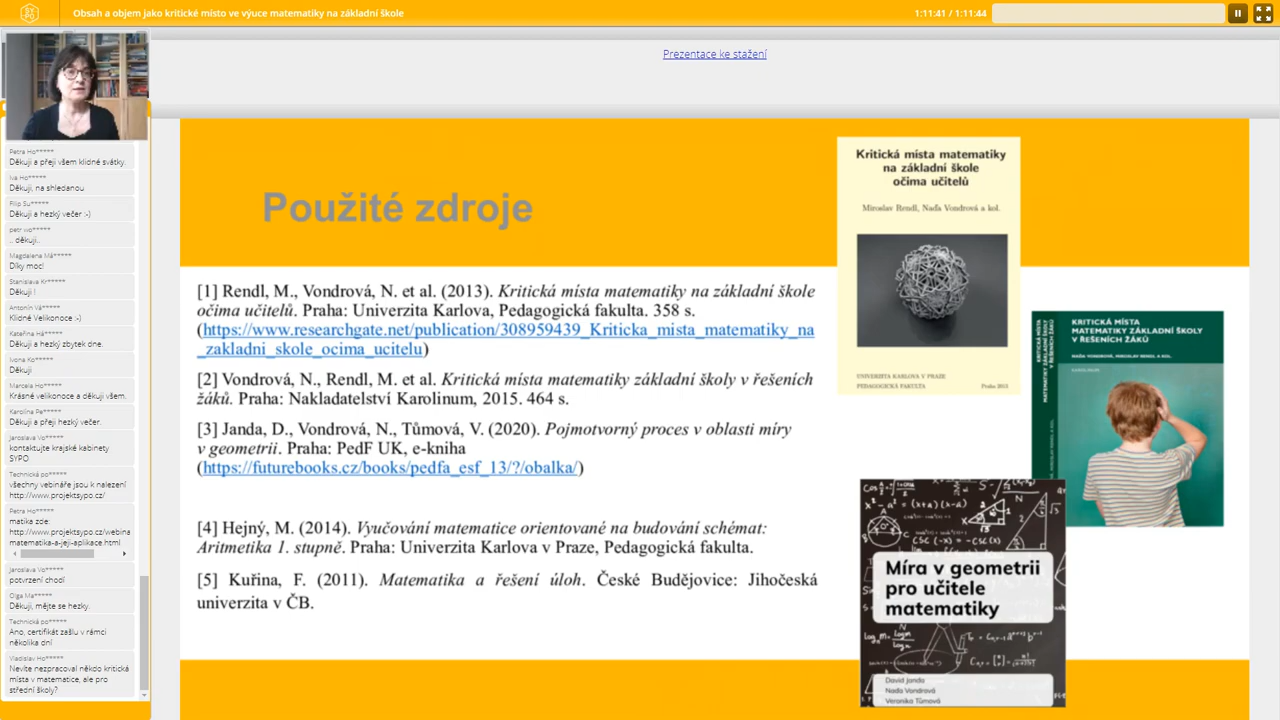 Obsah a objem jako kritické místo ve výuce matematiky na základní škole
1:11:41 / 1:11:44
Prezentace ke stažení
Petra Ho*****
Děkuji a přeji všem klidné svátky.
Iva Ho*****
Děkuji, na shledanou
Filip Su*****
Děkuji a hezký večer :-)
petr wo*****
.. děkuji..
Magdalena Má*****
Díky moc!
Stanislava Kr*****
Děkuji !
Antonín Vá*****
Klidné Velikonoce :-)
Kateřina Há*****
Děkuji a hezký zbytek dne.
Ivona Ko*****
Děkuji
Marcela Ho*****
Krásné velikonoce a děkuji všem.
Karolína Pe*****
Děkuji a přeji hezký večer.
Jaroslava Vo*****
kontaktujte krajské kabinety
SYPO
Technická po*****
všechny vebináře jsou k nalezení
http://www.projektsypo.cz/
Petra Ho*****
matika zde:
http://www.projektsypo.cz/webina
matematika-a-jeji-aplikace.html
Jaroslava Vo*****
potvrzení chodí
Olga Ma*****
Děkuji, mějte se hezky.
Technická po*****
Ano, certifikát zašlu v rámci
několika dní
Vladislav Ho*****
Nevíte nezpracoval někdo kritická
místa v matematice, ale pro
střední školy?
Použité zdroje
[1] Rendl, M., Vondrová, N. et al. (2013). Kritická místa matematiky na základní škole
očima učitelů. Praha: Univerzita Karlova, Pedagogická fakulta. 358 s.
(https://www.researchgate.net/publication/308959439_Kriticka_mista_matematiky_na
_zakladni_skole_ocima_ucitelu)
[2] Vondrová, N., Rendl, M. et al. Kritická místa matematiky základní školy v řešeních
žáků. Praha: Nakladatelství Karolinum, 2015. 464 s.
[3] Janda, D., Vondrová, N., Tůmová, V. (2020). Pojmotvorný proces v oblasti míry
v geometrii. Praha: PedF UK, e-kniha
(https://futurebooks.cz/books/pedfa_esf_13/?/obalka/)
[4] Hejný, M. (2014). Vyučování matematice orientované na budování schémat:
Aritmetika 1. stupně. Praha: Univerzita Karlova v Praze, Pedagogická fakulta.
[5] Kuřina, F. (2011). Matematika a řešení úloh. České Budějovice: Jihočeská
univerzita v ČB.
Kritická místa matematiky
na základní škole
očima učitelů
Miroslav Rendl, Naďa Vondrová a kol.
UNIVERZITA KARLOVA V PRAZE
PEDAGOGICKÁ FAKULTA
Praha 2013
KRITICKÁ MÍSTA
MATEMATIKY ZÁKLADNÍ ŠKOLY
V ŘEŠENÍCH ŽÁKŮ
NAĎA VONDROVÁ, MIROSLAV RENDL A KOL.
KAROLINUM
KRITICKÁ MÍSTA
MATEMATIKY ZÁKLADNÍ ŠKOLY
V ŘEŠENÍCH ŽÁKŮ
Míra v geometrii
pro učitele
matematiky
David Janda
Naďa Vondrová
Veronika Tůmová